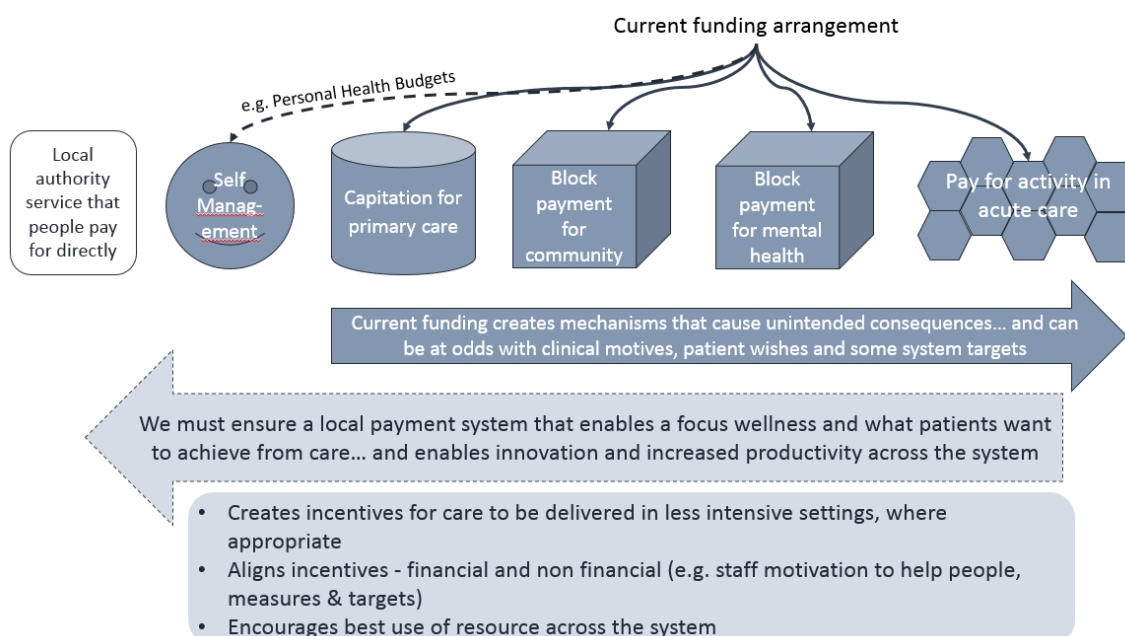 Current funding arrangement
e.g. Personal Health Budgets
Local
authority
service that
people pay
for directly
Self
Manag-
ement
Capitation for
primary care
Block
payment
for
community
Block
payment
for mental
health
Pay for activity in
acute care
Current funding creates mechanisms that cause unintended consequences... and can
be at odds with clinical motives, patient wishes and some system targets
We must ensure a local payment system that enables a focus wellness and what patients want
to achieve from care... and enables innovation and increased productivity across the system
• Creates incentives for care to be delivered in less intensive settings, where
appropriate
• Aligns incentives - financial and non financial (e.g. staff motivation to help people,
measures & targets)
• Encourages best use of resource across the system